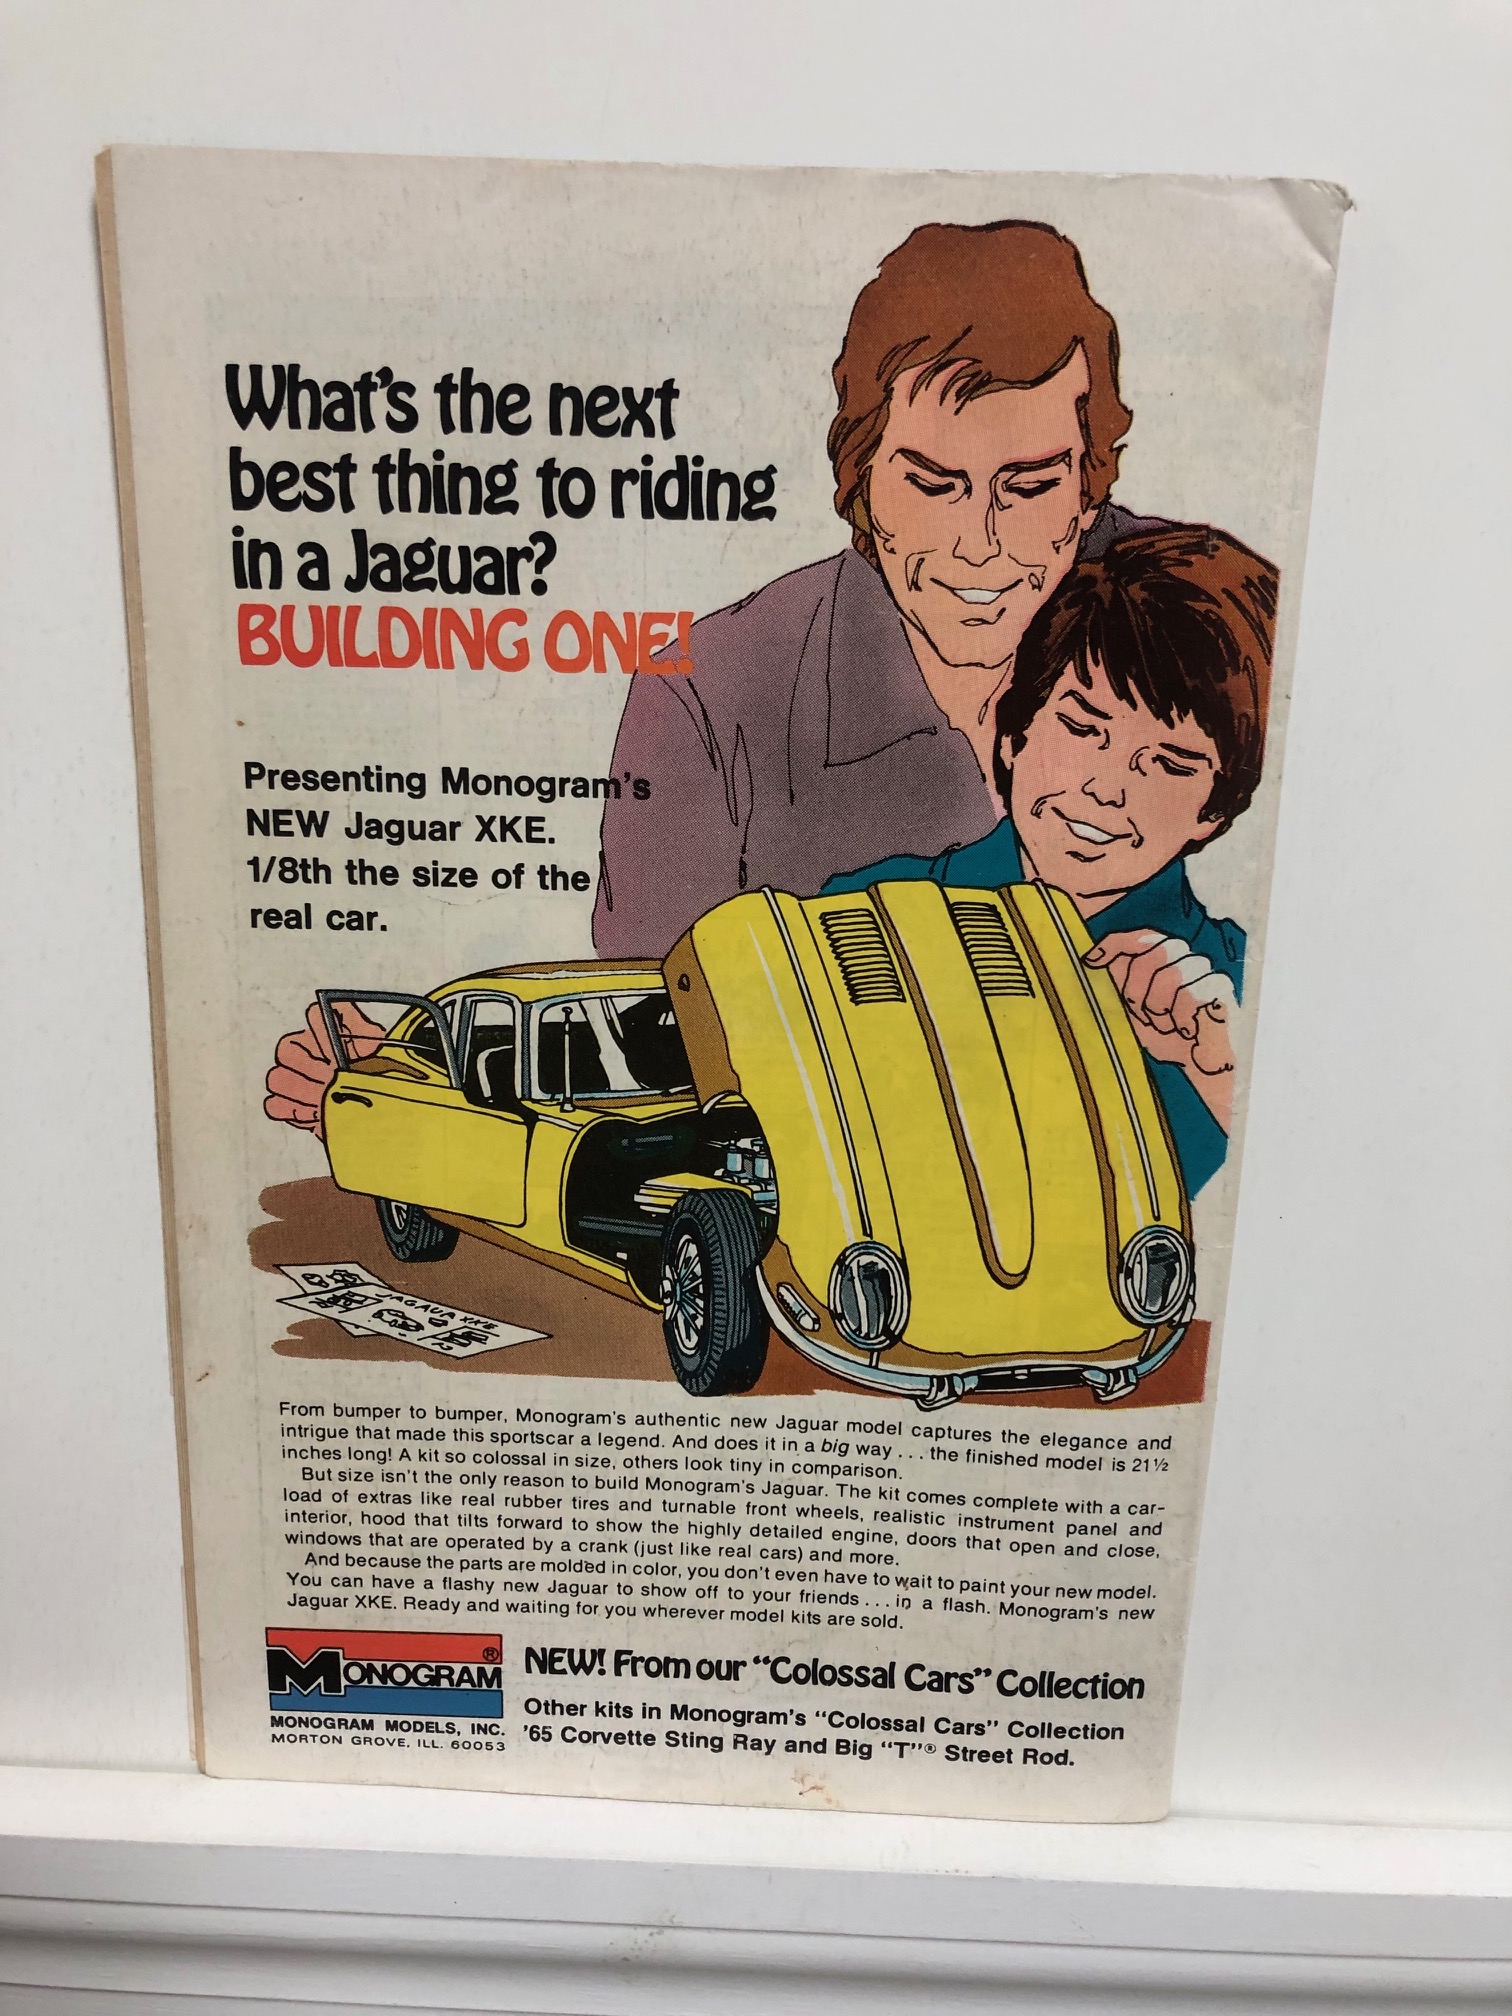 What's the next
best thing to riding
in a Jaguar?
BUILDING ONE!
Presenting Monogram's
NEW Jaguar XKE.
1/8th the size of the
real car.
JAGAUR XKE
From bumper to bumper, Monogram's authentic new Jaguar model captures the elegance and
intrigue that made this sportscar a legend. And does it in a big way . . . the finished model is 21½
inches long! A kit so colossal in size, others look tiny in comparison.
But size isn't the only reason to build Monogram's Jaguar. The kit comes complete with a car-
load of extras like real rubber tires and turnable front wheels, realistic instrument panel and
interior, hood that tilts forward to show the highly detailed engine, doors that open and close,
windows that are operated by a crank (just like real cars) and more.
And because the parts are molded in color, you don't even have to wait to paint your new model.
You can have a flashy new Jaguar to show off to your friends . . . in a flash. Monogram's new
Jaguar XKE. Ready and waiting for you wherever model kits are sold.
MONOGRAM®
MONOGRAM MODELS, INC.
MORTON GROVE, ILL. 60053
NEW! From our "Colossal Cars" Collection
Other kits in Monogram's "Colossal Cars" Collection
'65 Corvette Sting Ray and Big "T"® Street Rod.